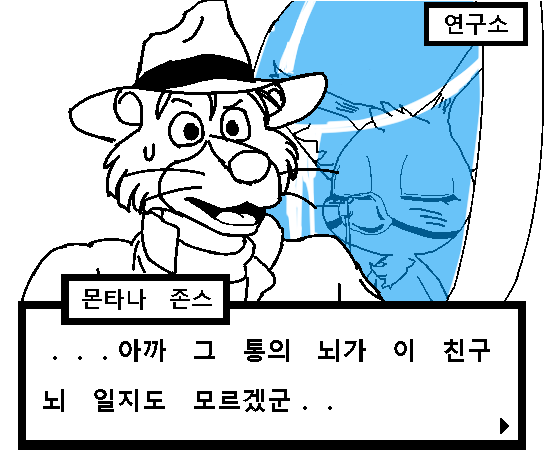 연구소
몬타나 존스
...아까 그 통의 뇌가 이 친구
뇌 일지도 모르겠군..